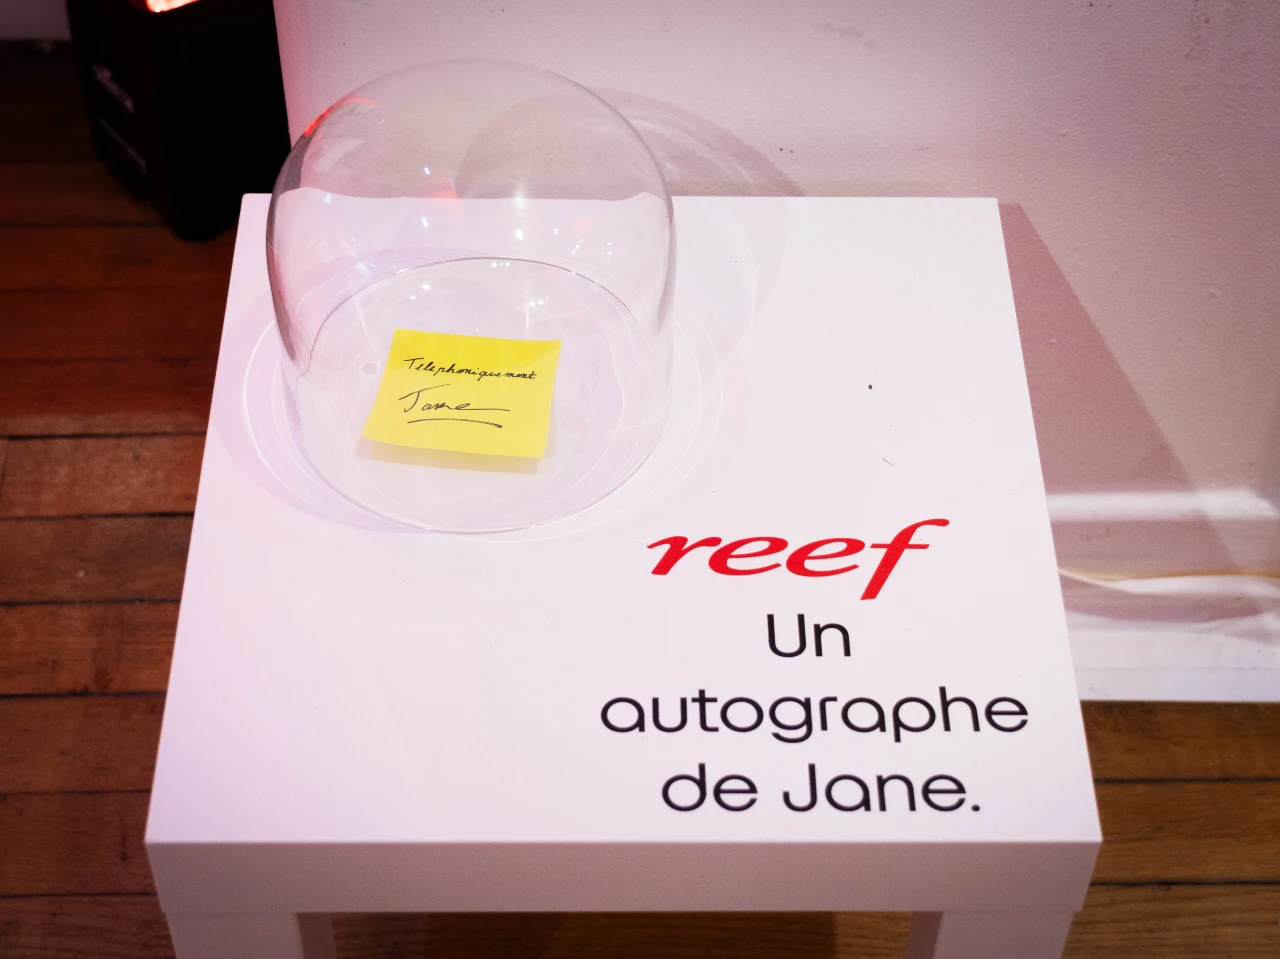 Telephoniquement
Jane
reef
Un
autographe
de Jane.